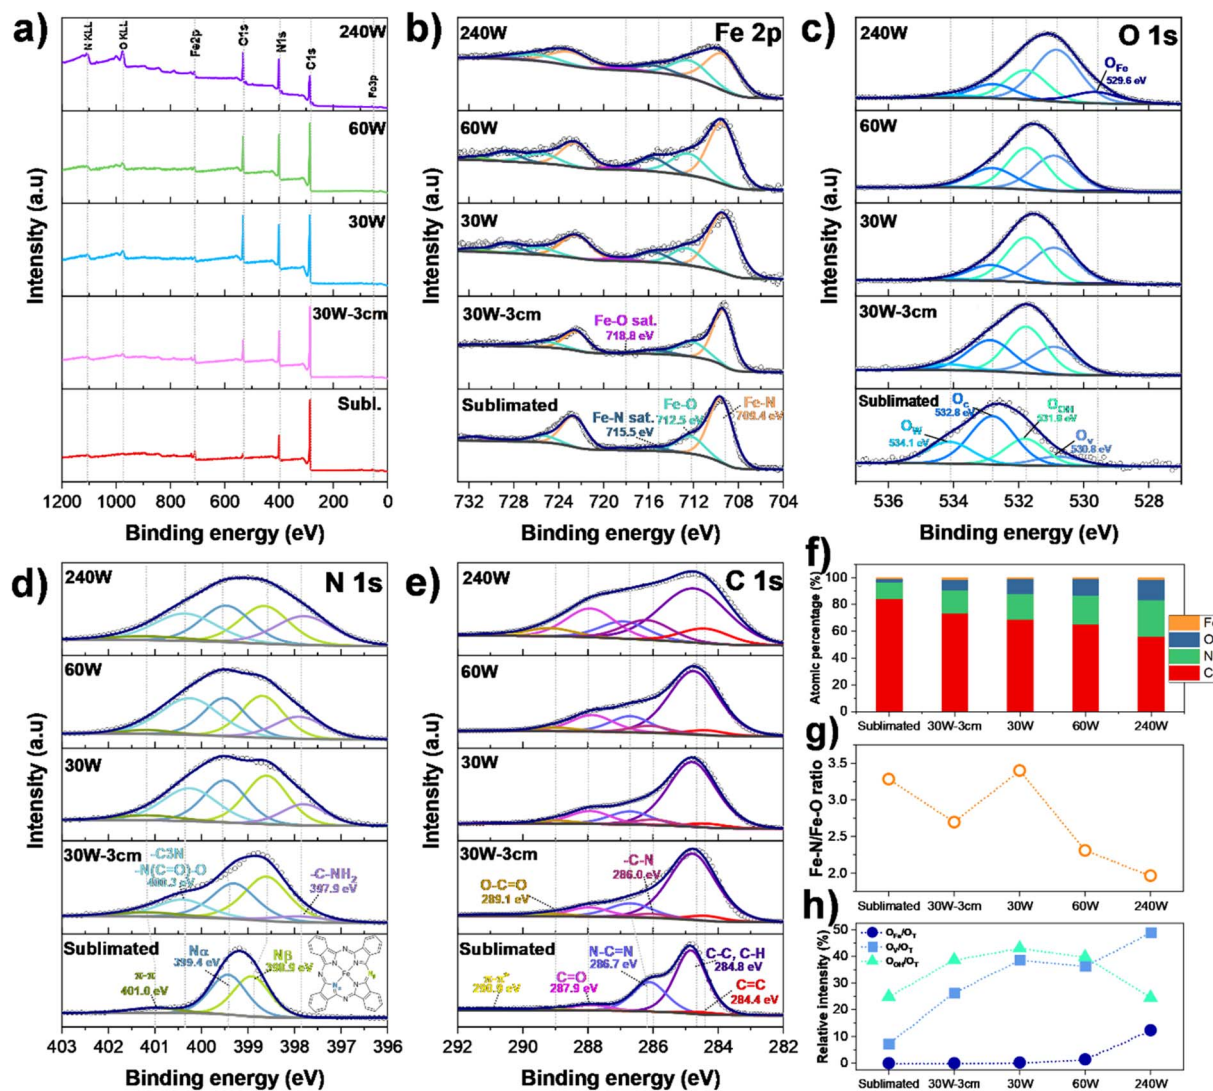 a)
240W
N KLL
O KLL
Fe2p
C1s
N1s
C1s
Fo3p
60W
30W
30W-3cm
Subl.
Intensity (a.u)
1200 1000 800 600 400 200 0
Binding energy (eV)
b)
Fe 2p
240W
60W
30W
30W-3cm
Fe-O sat.
718.8 eV
Sublimated
Fe-N sat.
715.5 eV
Fe-O
712.5 eV
Fe-N
709.4 eV
Intensity (a.u)
732 728 724 720 716 712 708 704
Binding energy (eV)
c)
O 1s
240W
OFe
529.6 eV
60W
30W
30W-3cm
Sublimated
OW
534.1 eV
Oc
532.8 eV
OOH
531.9 eV
Ov
530.8 eV
Intensity (a.u)
536 534 532 530 528
Binding energy (eV)
d)
N 1s
240W
60W
30W
30W-3cm
-C3N
-N(C=O)-O
-C-NH2
397.9 eV
Sublimated
π-π
401.0 eV
Nα
399.4 eV
Nβ
398.9 eV
Intensity (a.u)
403 402 401 400 399 398 397 396
Binding energy (eV)
e)
C 1s
240W
60W
30W
30W-3cm
O-C=O
289.1 eV
-C-N
286.0 eV
Sublimated
π-π*
C=O
287.9 eV
N-C=N
286.7 eV
C-C, C-H
284.8 eV
C=C
284.4 eV
Intensity (a.u)
292 290 288 286 284 282
Binding energy (eV)
f)
Atomic percentage (%)
100
80
60
40
20
0
Fe
O
N
C
Sublimated 30W-3cm 30W 60W 240W
g)
Fe-N/Fe-O ratio
3.5
3.0
2.5
2.0
Sublimated 30W-3cm 30W 60W 240W
h)
Relative intensity (%)
50
40
30
20
10
0
OFe/OT
OV/OT
OOH/OT
Sublimated 30W-3cm 30W 60W 240W